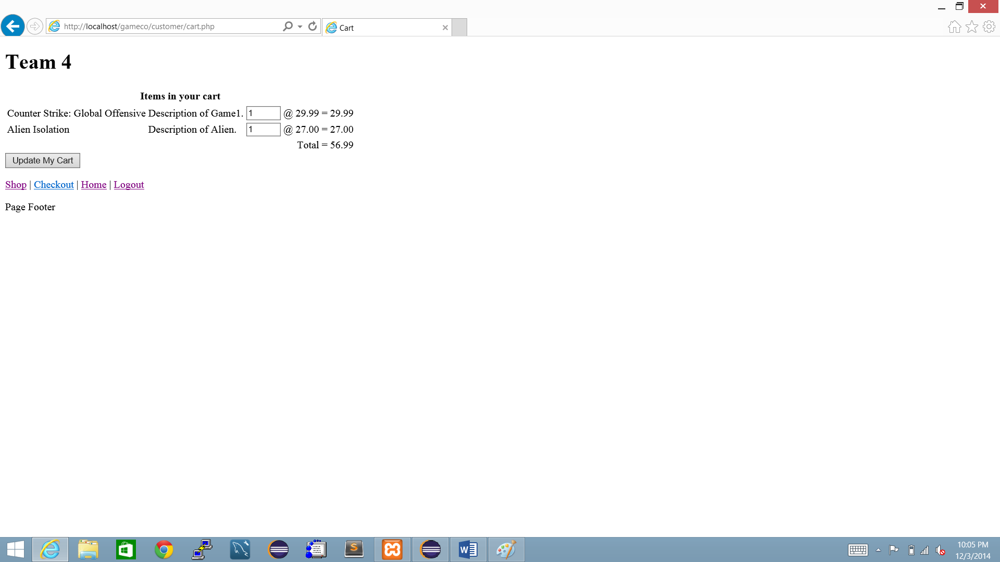 http://localhost/gameco/customer/cart.php
Cart
Team 4
Items in your cart
Counter Strike: Global Offensive Description of Game1. 1 @ 29.99 = 29.99
Alien Isolation Description of Alien. 1 @ 27.00 = 27.00
Total = 56.99
Update My Cart
Shop | Checkout | Home | Logout
Page Footer
10:05 PM
12/3/2014